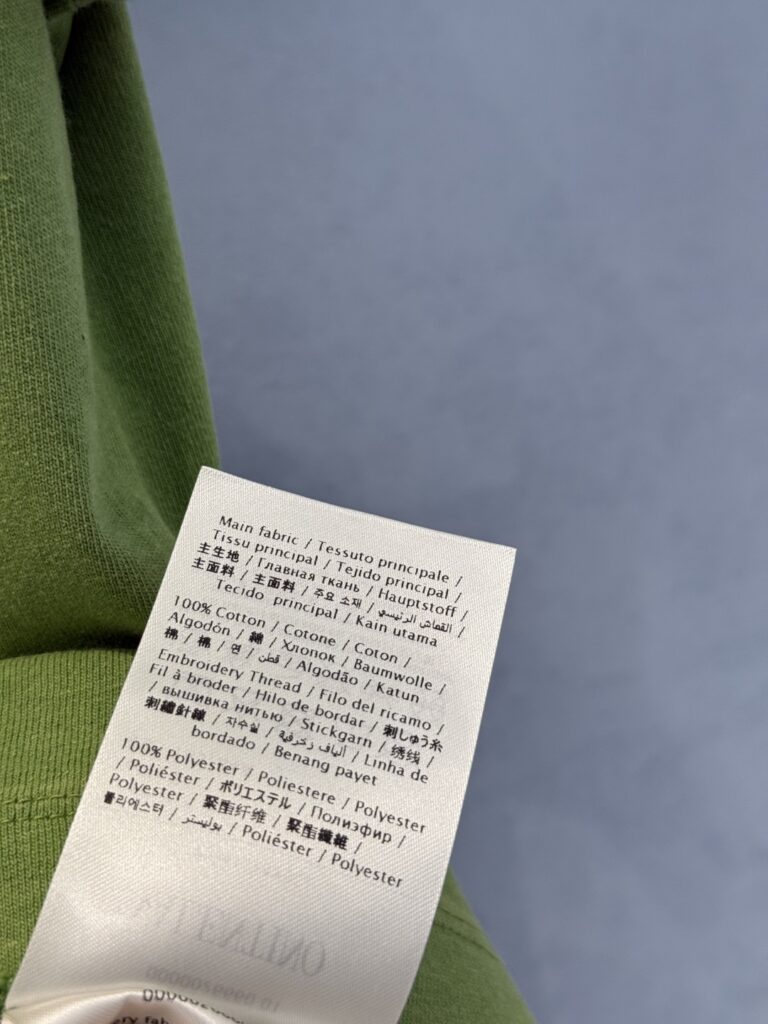 Main fabric / Tessuto principale /
Tissu principal / Tejido principal /
主生地 / Главная ткань / Hauptstoff /
主面料 / 主面料 / 주요 소재 / القماش الرئيسي /
Tecido principal / Kain utama
100% Cotton / Cotone / Coton /
Algodón / 綿 / Хлопок / Baumwolle /
棉 / 棉 / 면 / قطن / Algodão / Katun
Embroidery Thread / Filo del ricamo /
Fil à broder / Hilo de bordar / 刺しゅう糸
/ вышивка нитью / Stickgarn / 绣线 /
刺繡針線 / 자수실 / ألياف زخرفية / Linha de
bordado / Benang payet
100% Polyester / Poliestere / Polyester
/ Poliéster / ポリエステル / Полиэфир /
Polyester / 聚酯纤维 / 聚酯纖維 /
폴리에스터 / بوليستر / Poliéster / Polyester
VALENTINO